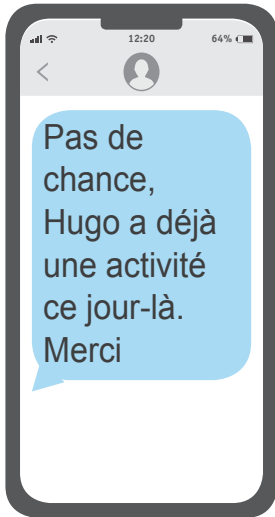 12:20
64%
Pas de
chance,
Hugo a déjà
une activité
ce jour-là.
Merci